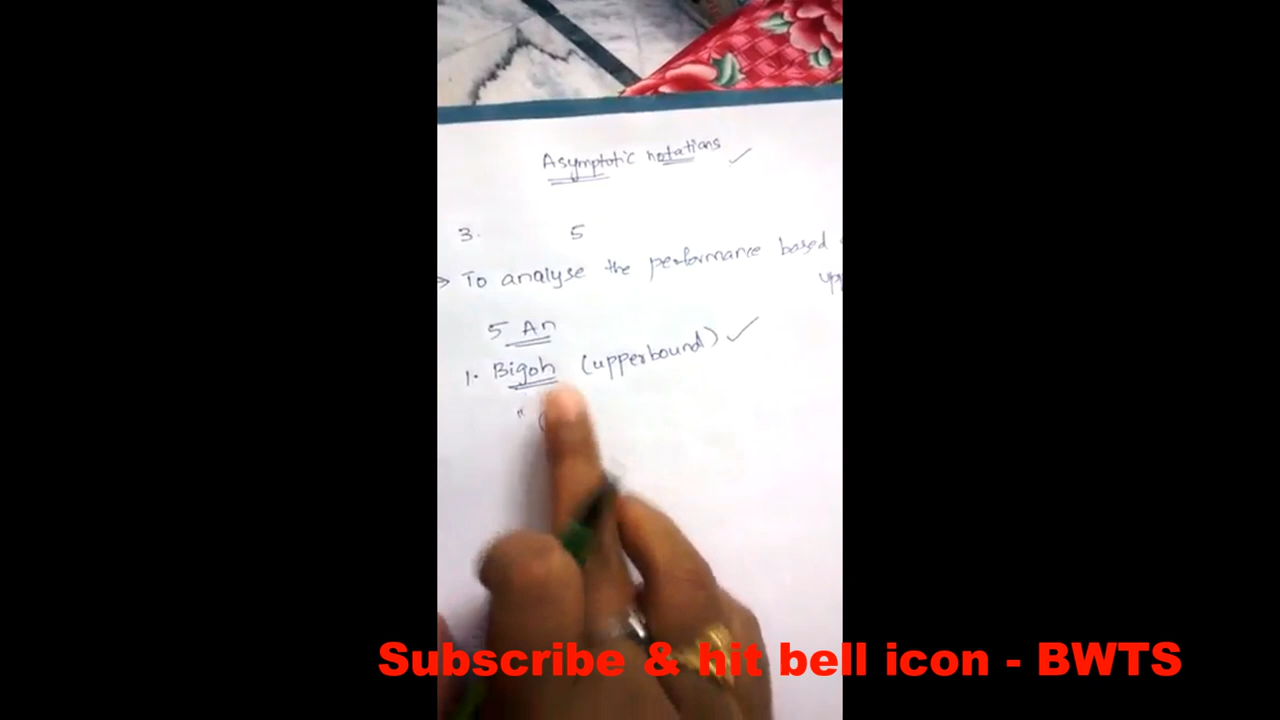 Asymptotic notations
3. 5
To analyse the performance based
5 An
1. Bigoh (upperbound)
Subscribe & hit bell icon - BWTS